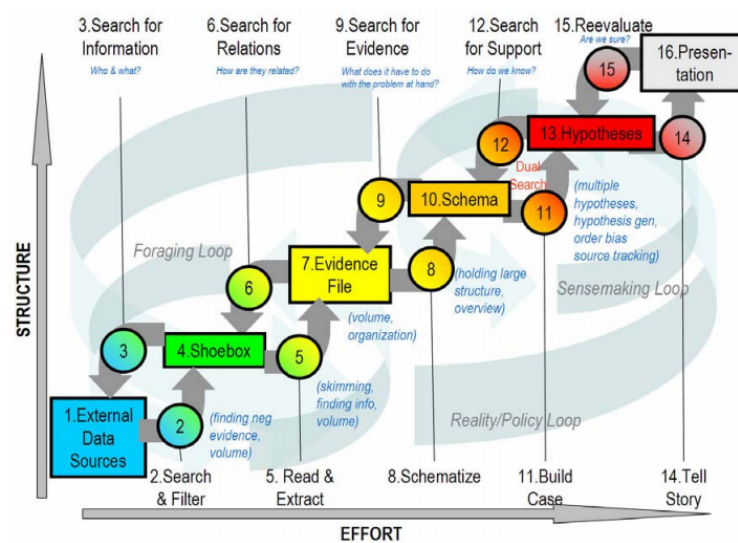 3.Search for
Information
Who & what?
6.Search for
Relations
How are they related?
9.Search for
Evidence
What does it have to do
with the problem at hand?
12.Search
for Support
How do we know?
15.Reevaluate
Are we sure?
16.Presen-
tation
15
13.Hypotheses
14
12
Dual
Search
10.Schema
9
11
(multiple
hypotheses,
hypothesis gen,
order bias
source tracking)
Foraging Loop
7.Evidence
File
8
6
(holding large
structure,
overview)
Sensemaking Loop
(volume,
organization)
3
4.Shoebox
5
(skimming,
finding info,
volume)
1.External
Data
Sources
2
(finding neg
evidence,
volume)
Reality/Policy Loop
2.Search
& Filter
5. Read &
Extract
8.Schematize
11.Build
Case
14.Tell
Story
STRUCTURE
EFFORT